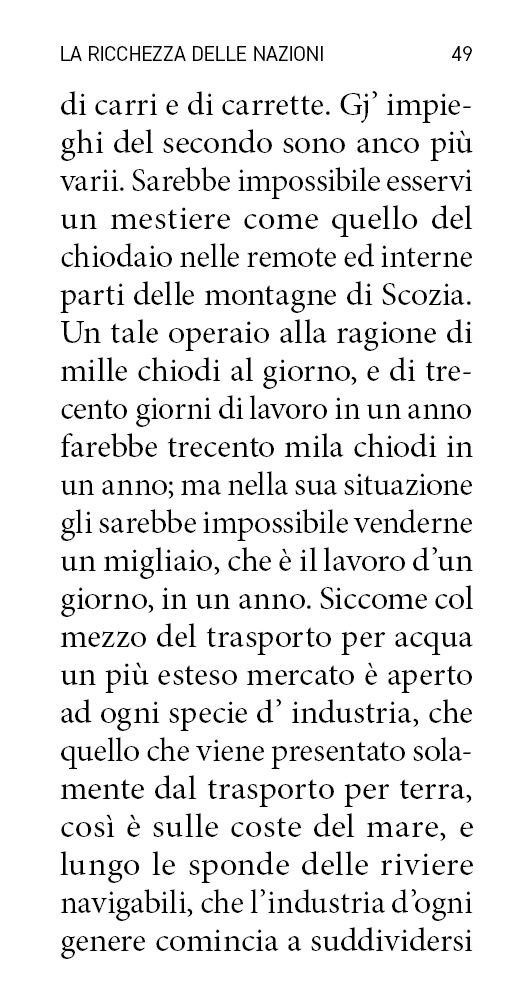 LA RICCHEZZA DELLE NAZIONI 49
di carri e di carrette. Gj’ impie-
ghi del secondo sono anco più
varii. Sarebbe impossibile esservi
un mestiere come quello del
chiodaio nelle remote ed interne
parti delle montagne di Scozia.
Un tale operaio alla ragione di
mille chiodi al giorno, e di tre-
cento giorni di lavoro in un anno
farebbe trecento mila chiodi in
un anno; ma nella sua situazione
gli sarebbe impossibile venderne
un migliaio, che è il lavoro d’un
giorno, in un anno. Siccome col
mezzo del trasporto per acqua
un più esteso mercato è aperto
ad ogni specie d’ industria, che
quello che viene presentato sola-
mente dal trasporto per terra,
così è sulle coste del mare, e
lungo le sponde delle riviere
navigabili, che l’industria d’ogni
genere comincia a suddividersi